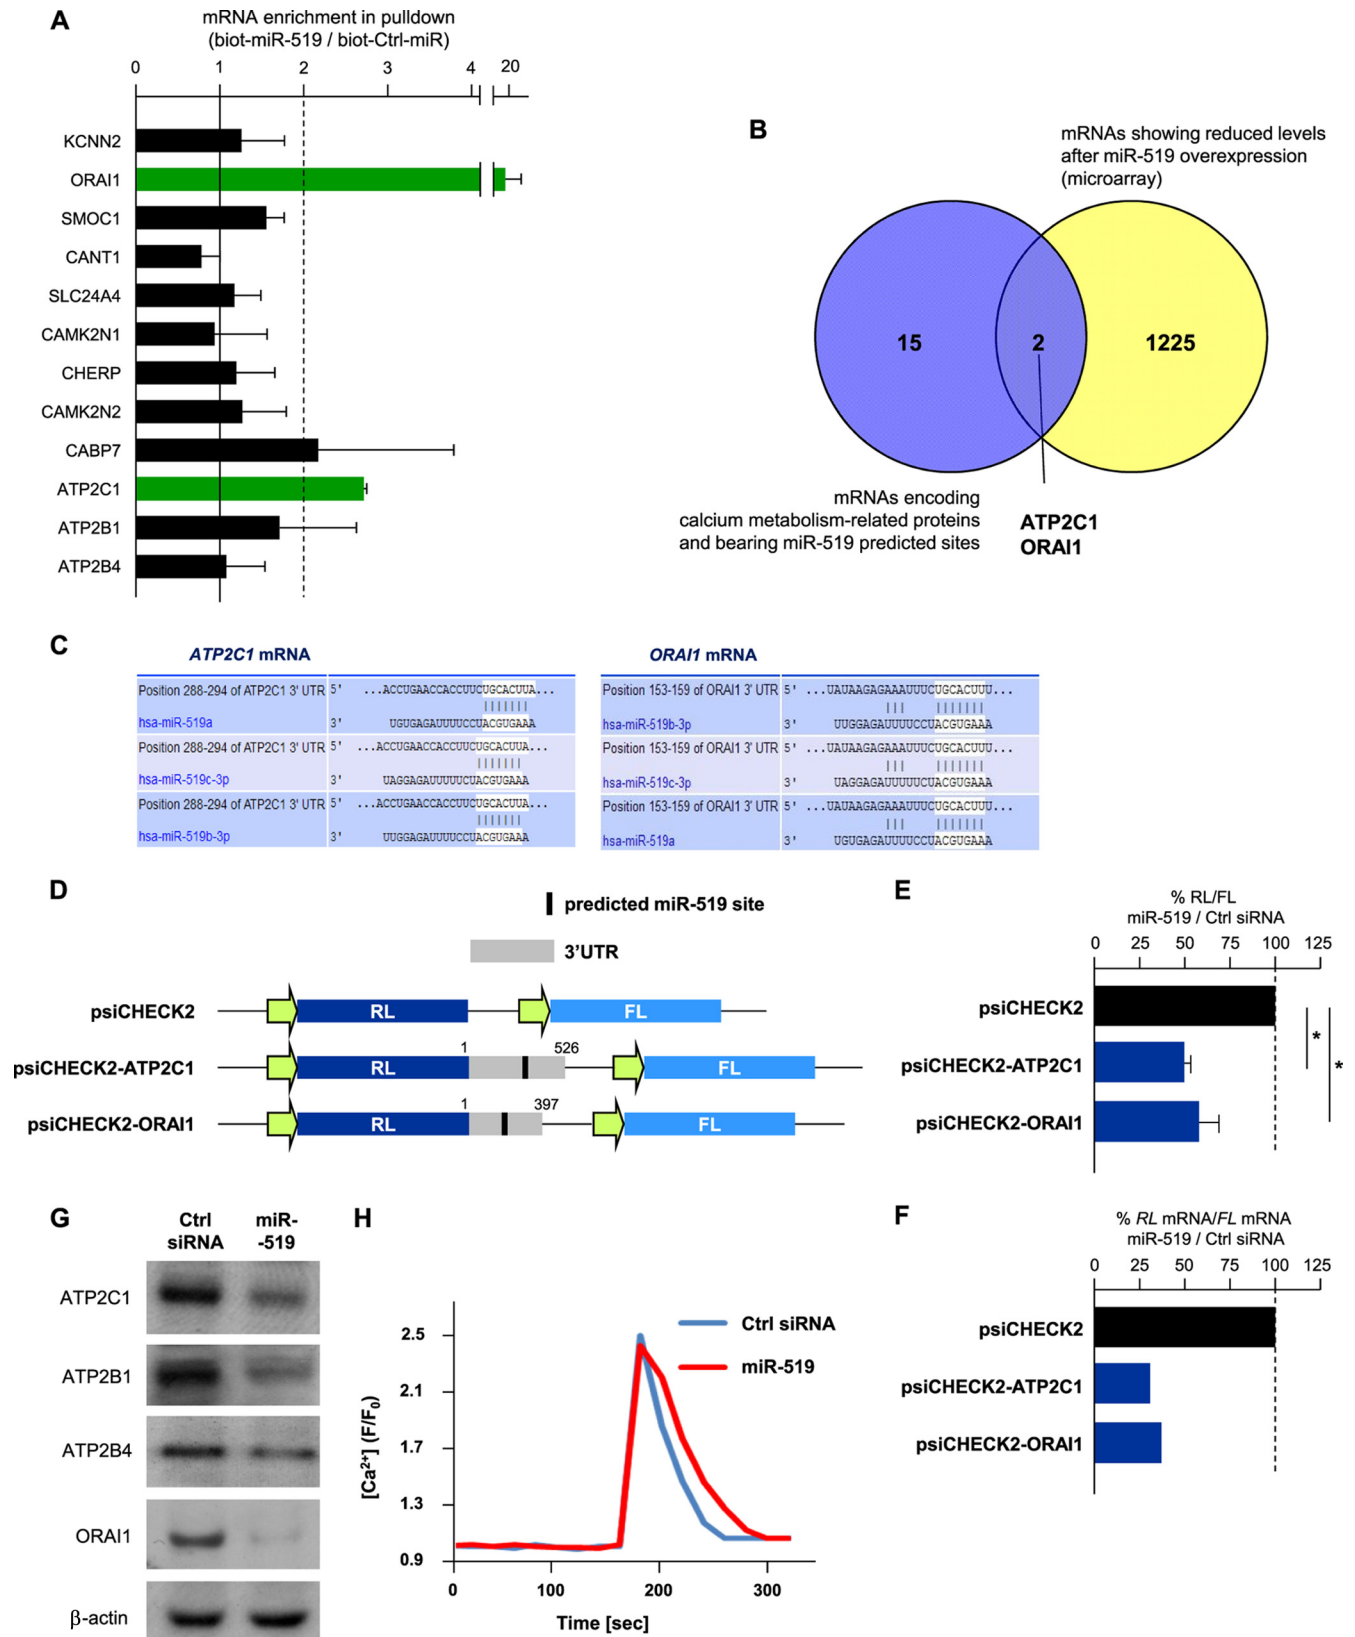 A
mRNA enrichment in pulldown
(biot-miR-519 / biot-Ctrl-miR)
0 1 2 3 4 20
KCNN2
ORAI1
SMOC1
CANT1
SLC24A4
CAMK2N1
CHERP
CAMK2N2
CABP7
ATP2C1
ATP2B1
ATP2B4
B
mRNAs showing reduced levels
after miR-519 overexpression
(microarray)
15 2 1225
mRNAs encoding
calcium metabolism-related proteins
and bearing miR-519 predicted sites
ATP2C1
ORAI1
C
ATP2C1 mRNA
Position 288-294 of ATP2C1 3' UTR 5' ...ACCUGAACCACCUUCUGCACUUA...
hsa-miR-519a 3' UGUGAGAUUUUCCUACGUGAAA
Position 288-294 of ATP2C1 3' UTR 5' ...ACCUGAACCACCUUCUGCACUUA...
hsa-miR-519c-3p 3' UAGGAGAUUUUUCUACGUGAAA
Position 288-294 of ATP2C1 3' UTR 5' ...ACCUGAACCACCUUCUGCACUUA...
hsa-miR-519b-3p 3' UUGGAGAUUUUCCUACGUGAAA
ORAI1 mRNA
Position 153-159 of ORAI1 3' UTR 5' ...UAUAAGAGAAAUUUCUGCACUUU...
hsa-miR-519b-3p 3' UUGGAGAUUUUCCUACGUGAAA
Position 153-159 of ORAI1 3' UTR 5' ...UAUAAGAGAAAUUUCUGCACUUU...
hsa-miR-519c-3p 3' UAGGAGAUUUUUCUACGUGAAA
Position 153-159 of ORAI1 3' UTR 5' ...UAUAAGAGAAAUUUCUGCACUUU...
hsa-miR-519a 3' UGUGAGAUUUUCCUACGUGAAA
D
predicted miR-519 site
3'UTR
psiCHECK2 RL FL
1 526
psiCHECK2-ATP2C1 RL FL
1 397
psiCHECK2-ORAI1 RL FL
E
% RL/FL
miR-519 / Ctrl siRNA
0 25 50 75 100 125
psiCHECK2
psiCHECK2-ATP2C1
psiCHECK2-ORAI1
*
*
F
% RL mRNA/FL mRNA
miR-519 / Ctrl siRNA
0 25 50 75 100 125
psiCHECK2
psiCHECK2-ATP2C1
psiCHECK2-ORAI1
G
Ctrl
siRNA
miR-
-519
ATP2C1
ATP2B1
ATP2B4
ORAI1
β-actin
H
Ctrl siRNA
miR-519
[Ca²⁺] (F/F₀)
2.5
2.1
1.7
1.3
0.9
0 100 200 300
Time [sec]